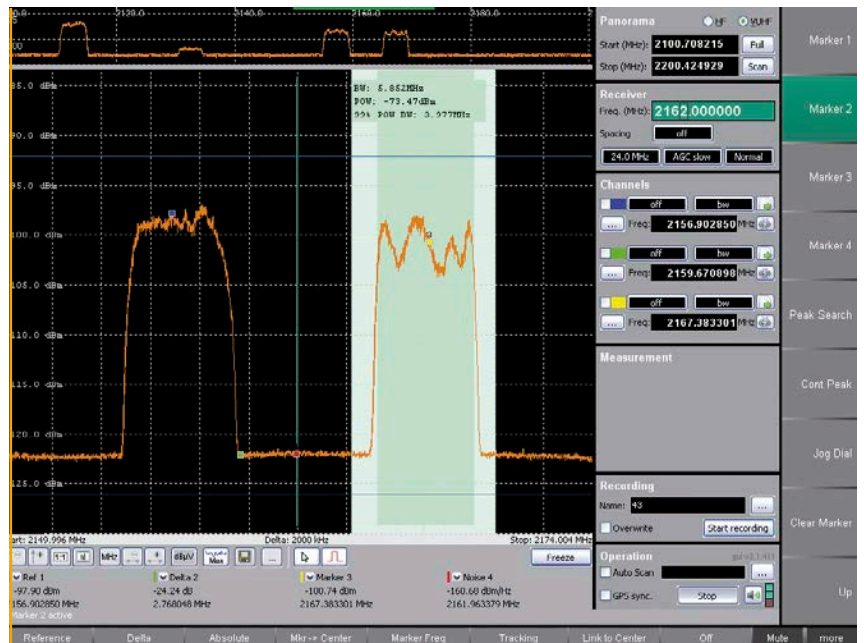 2140.0
2180.0
BW: 5.862MHz
POW: -73.47dBm
99% POW BW: 3.977MHz
85.0 dBm
90.0 dBm
95.0 dBm
100.0 dBm
105.0 dBm
110.0 dBm
115.0 dBm
120.0 dBm
125.0 dBm
art: 2149.996 MHz Delta: 2000 kHz Stop: 2174.004 MHz
1-1 MHz dBµV Max ... Freeze
Ref 1 Delta 2 Marker 3 Noise 4
-97.90 dBm -24.24 dB -100.74 dBm -160.60 dBm/Hz
156.902850 MHz 2.768048 MHz 2167.383301 MHz 2161.963379 MHz
Marker 2 active
Panorama HF VUHF
Start (MHz): 2100.708215 Full
Stop (MHz): 2200.424929 Scan
Receiver
Freq. (MHz): 2162.000000
Spacing off
24.0 MHz AGC slow Normal
Channels
off bw
... Freq: 2156.902850 MHz
off bw
... Freq: 2159.670898 MHz
off bw
... Freq: 2167.383301 MHz
Measurement
Recording
Name: 43 ...
Overwrite Start recording
Operation
Auto Scan ...
GPS sync. Stop
Marker 1
Marker 2
Marker 3
Marker 4
Peak Search
Cont Peak
Jog Dial
Clear Marker
Up
Reference Delta Absolute Mkr-> Center Marker Freq Tracking Link to Center Off Mute more